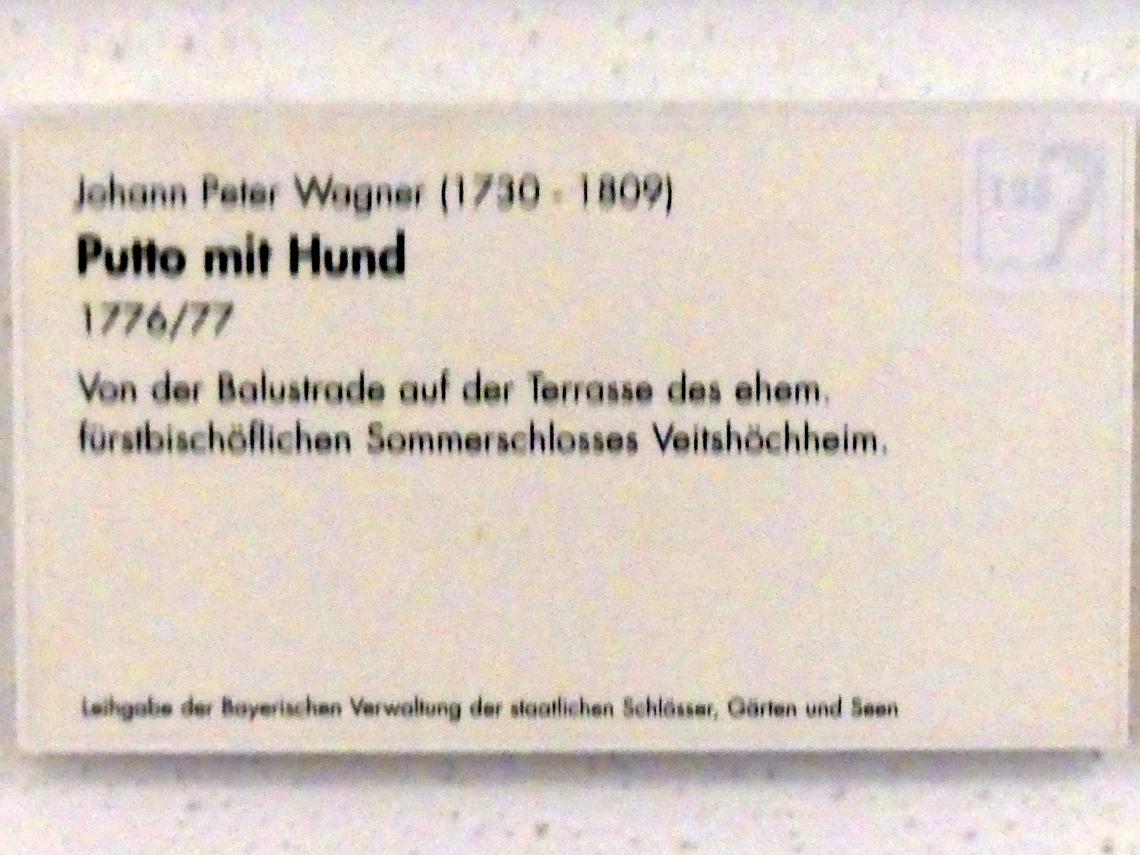 Johann Peter Wagner (1730 - 1809)
Putto mit Hund
1776/77
Von der Balustrade auf der Terrasse des ehem.
fürstbischöflichen Sommerschlosses Veitshöchheim.
Leihgabe der Bayerischen Verwaltung der staatlichen Schlösser, Gärten und Seen